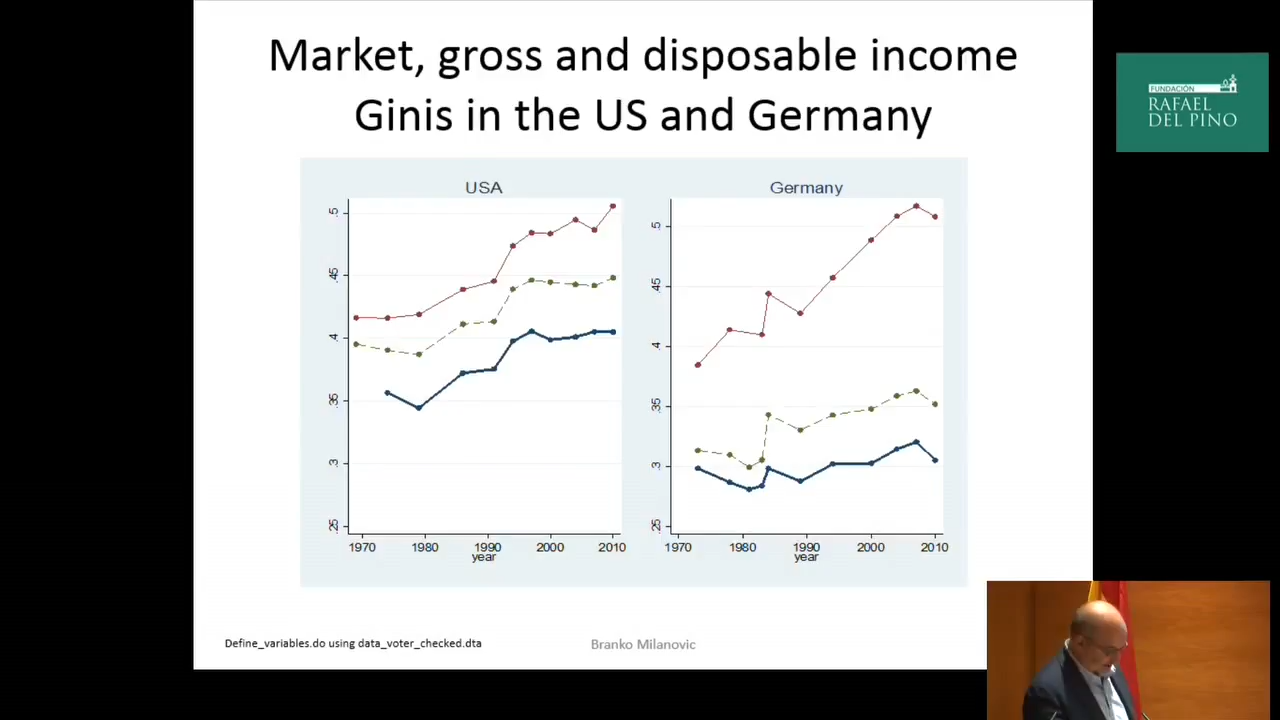 Market, gross and disposable income
Ginis in the US and Germany
FUNDACIÓN
RAFAEL
DEL PINO
USA
Germany
.5
.45
.4
.35
.3
.25
1970 1980 1990 2000 2010
year
.5
.45
.4
.35
.3
.25
1970 1980 1990 2000 2010
year
Define_variables.do using data_voter_checked.dta
Branko Milanovic